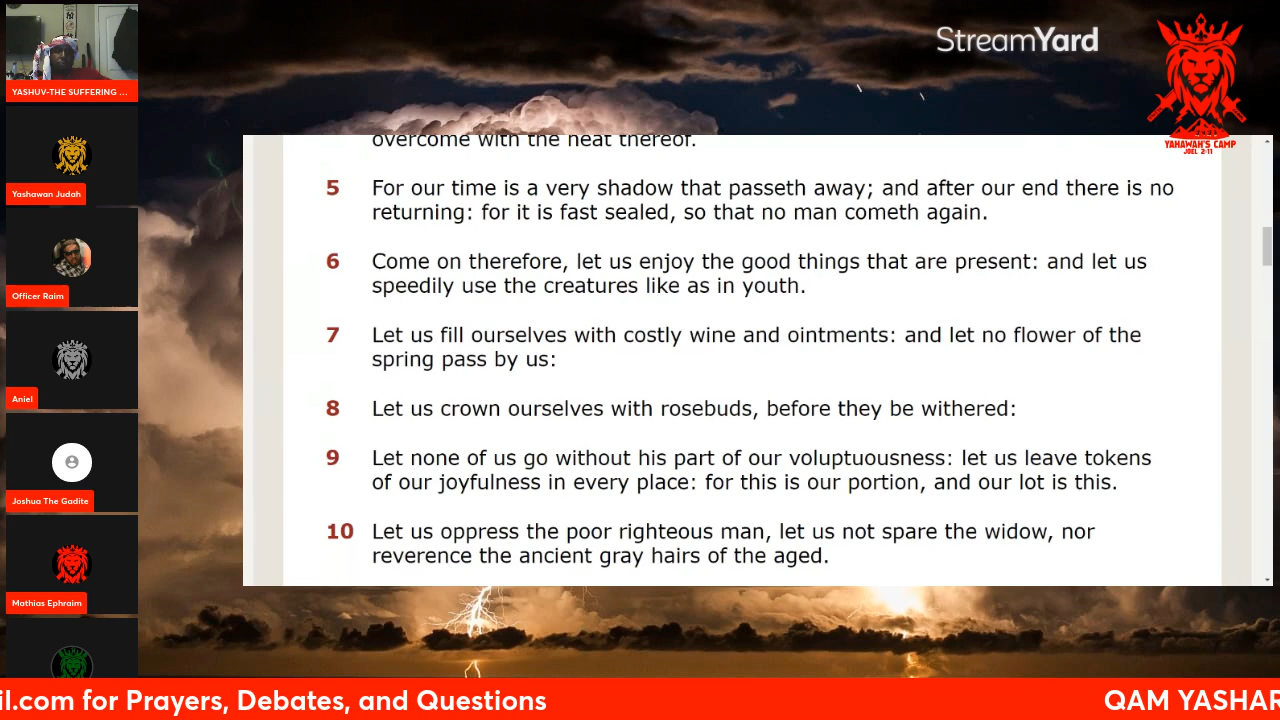 StreamYard
YAHAWAH'S CAMP
JOEL 2:11
YASHUV-THE SUFFERING ...
Yashawan Judah
Officer Raim
Aniel
Joshua The Gadite
Mathias Ephraim
overcome with the heat thereof.
5 For our time is a very shadow that passeth away; and after our end there is no
returning: for it is fast sealed, so that no man cometh again.
6 Come on therefore, let us enjoy the good things that are present: and let us
speedily use the creatures like as in youth.
7 Let us fill ourselves with costly wine and ointments: and let no flower of the
spring pass by us:
8 Let us crown ourselves with rosebuds, before they be withered:
9 Let none of us go without his part of our voluptuousness: let us leave tokens
of our joyfulness in every place: for this is our portion, and our lot is this.
10 Let us oppress the poor righteous man, let us not spare the widow, nor
reverence the ancient gray hairs of the aged.
il.com for Prayers, Debates, and Questions
QAM YASHAR